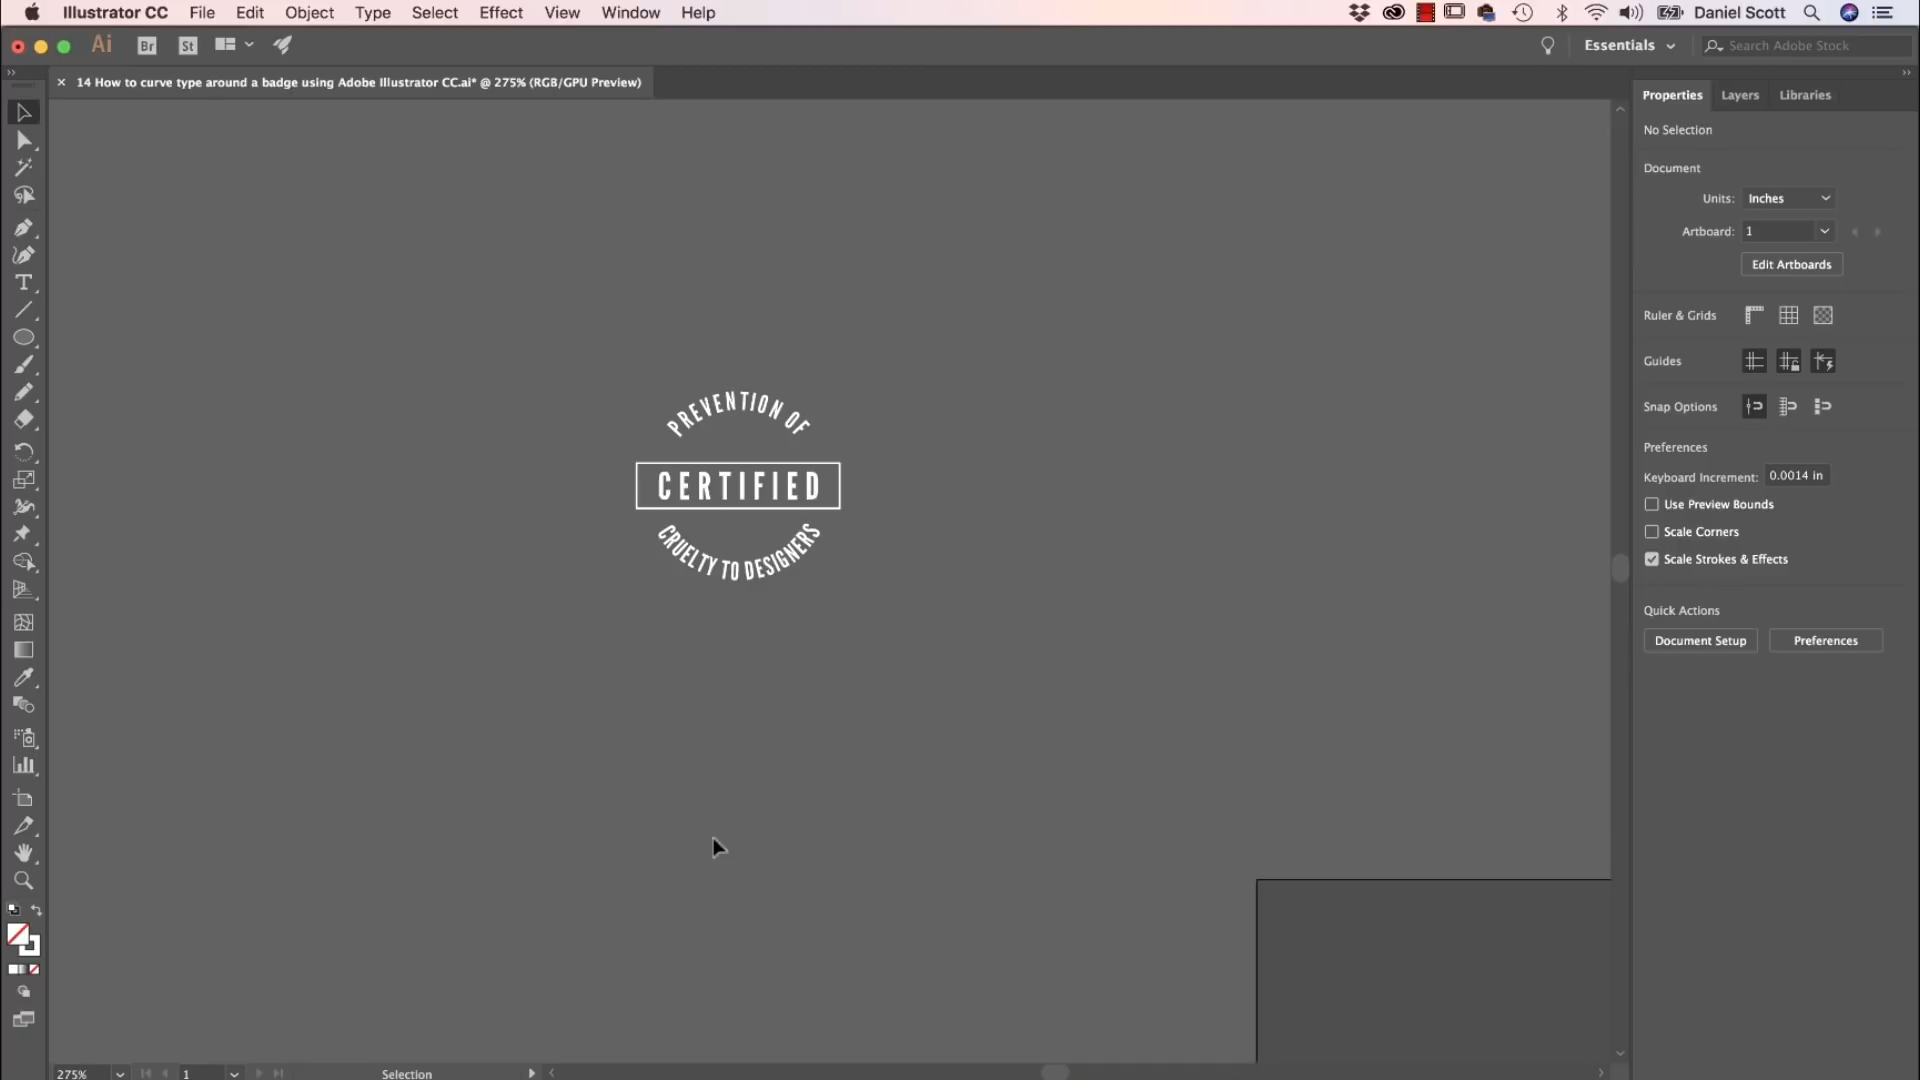 Illustrator CC File Edit Object Type Select Effect View Window Help Daniel Scott
Ai Br St Essentials Search Adobe Stock
× 14 How to curve type around a badge using Adobe Illustrator CC.ai* @ 275% (RGB/GPU Preview)
Properties Layers Libraries
No Selection
Document
Units: Inches
Artboard: 1
Edit Artboards
Ruler & Grids
Guides
Snap Options
Preferences
Keyboard Increment: 0.0014 in
Use Preview Bounds
Scale Corners
Scale Strokes & Effects
Quick Actions
Document Setup Preferences
PREVENTION OF
CERTIFIED
CRUELTY TO DESIGNERS
275% 1 Selection